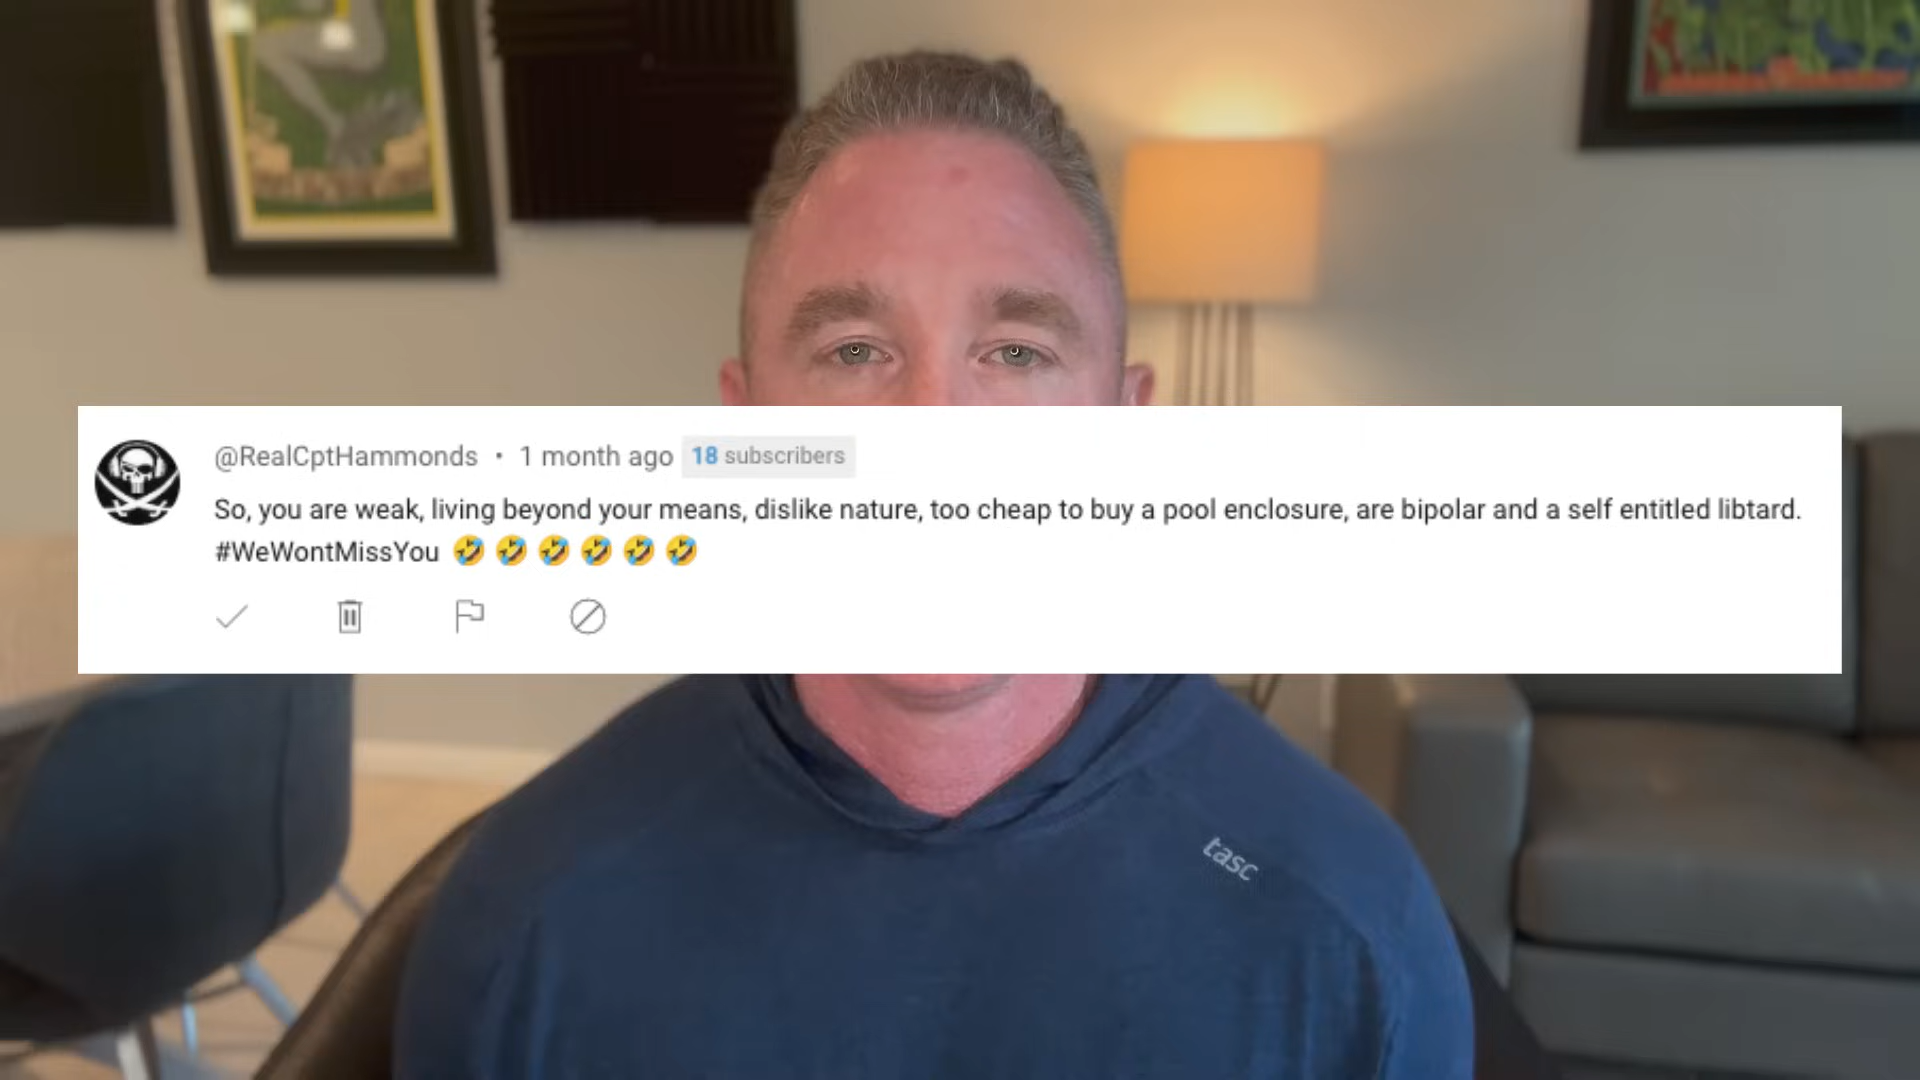 @RealCptHammonds • 1 month ago 18 subscribers
So, you are weak, living beyond your means, dislike nature, too cheap to buy a pool enclosure, are bipolar and a self entitled libtard.
#WeWontMissYou 🤣 🤣 🤣 🤣 🤣 🤣
tasc